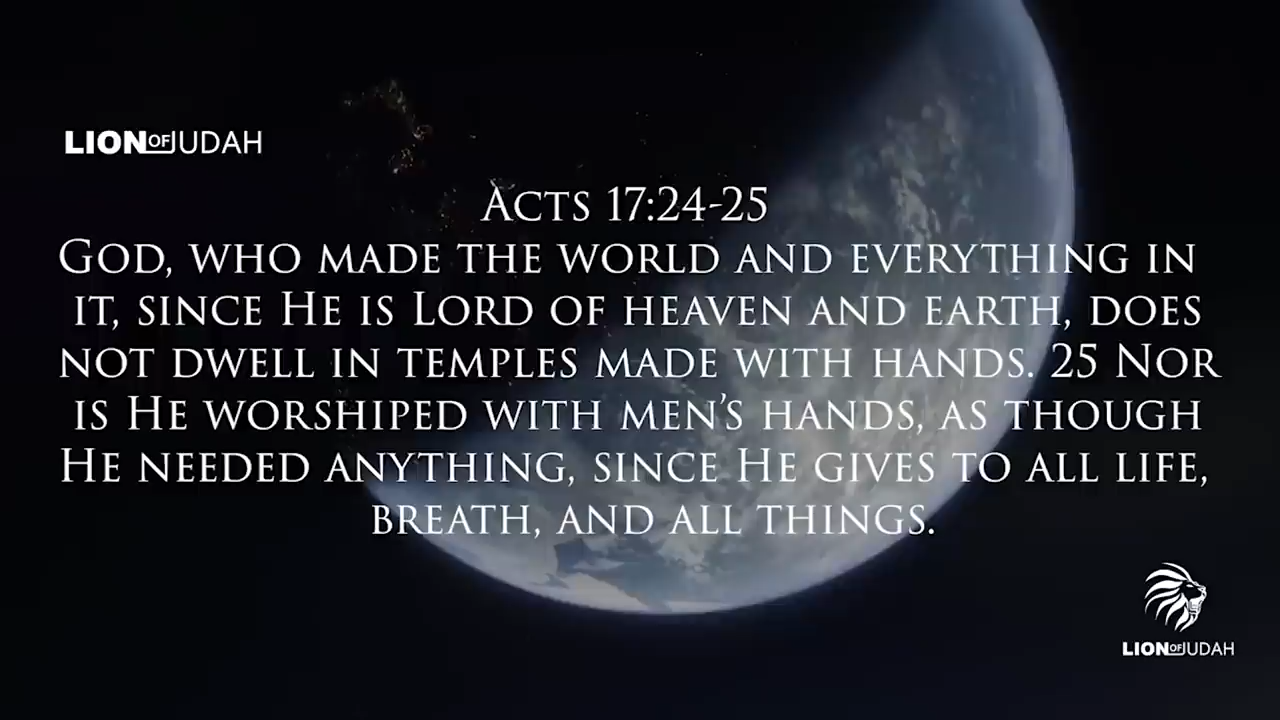 LION OF JUDAH
Acts 17:24-25
God, who made the world and everything in
it, since He is Lord of heaven and earth, does
not dwell in temples made with hands. 25 Nor
is He worshiped with men’s hands, as though
He needed anything, since He gives to all life,
breath, and all things.
LION OF JUDAH